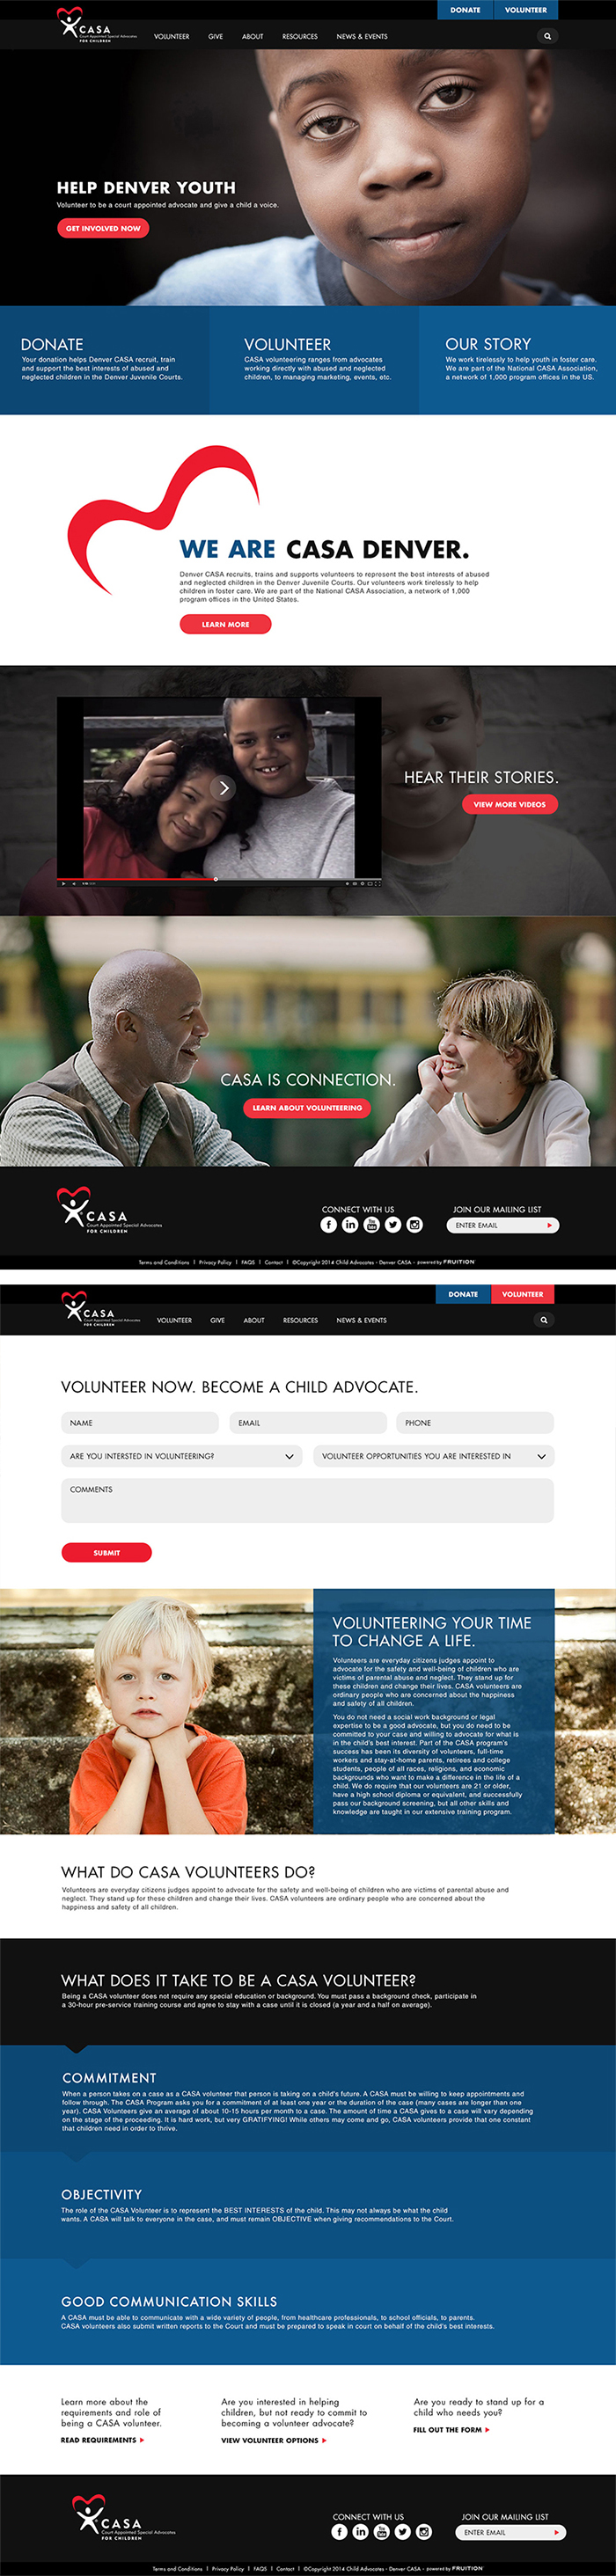 DONATE VOLUNTEER
CASA
Court Appointed Special Advocates
FOR CHILDREN
VOLUNTEER GIVE ABOUT RESOURCES NEWS & EVENTS
HELP DENVER YOUTH
Volunteer to be a court appointed advocate and give a child a voice.
GET INVOLVED NOW
DONATE
Your donation helps Denver CASA recruit, train
and support the best interests of abused and
neglected children in the Denver Juvenile Courts.
VOLUNTEER
CASA volunteering ranges from advocates
working directly with abused and neglected
children, to managing marketing, events, etc.
OUR STORY
We work tirelessly to help youth in foster care.
We are part of the National CASA Association,
a network of 1,000 program offices in the US.
WE ARE CASA DENVER.
Denver CASA recruits, trains and supports volunteers to represent the best interests of abused
and neglected children in the Denver Juvenile Courts. Our volunteers work tirelessly to help
children in foster care. We are part of the National CASA Association, a network of 1,000
program offices in the United States.
LEARN MORE
HEAR THEIR STORIES.
VIEW MORE VIDEOS
CASA IS CONNECTION.
LEARN ABOUT VOLUNTEERING
CASA
Court Appointed Special Advocates
FOR CHILDREN
CONNECT WITH US
f in You Tube
JOIN OUR MAILING LIST
ENTER EMAIL
Terms and Conditions | Privacy Policy | FAQS | Contact | ©Copyright 2014 Child Advocates - Denver CASA - powered by FRUITION
DONATE VOLUNTEER
CASA
Court Appointed Special Advocates
FOR CHILDREN
VOLUNTEER GIVE ABOUT RESOURCES NEWS & EVENTS
VOLUNTEER NOW. BECOME A CHILD ADVOCATE.
NAME EMAIL PHONE
ARE YOU INTERSTED IN VOLUNTEERING? VOLUNTEER OPPORTUNITIES YOU ARE INTERESTED IN
COMMENTS
SUBMIT
VOLUNTEERING YOUR TIME
TO CHANGE A LIFE.
Volunteers are everyday citizens judges appoint to
advocate for the safety and well-being of children who are
victims of parental abuse and neglect. They stand up for
these children and change their lives. CASA volunteers are
ordinary people who are concerned about the happiness
and safety of all children.
You do not need a social work background or legal
expertise to be a good advocate, but you do need to be
committed to your case and willing to advocate for what is
in the child's best interest. Part of the CASA program's
success has been its diversity of volunteers, full-time
workers and stay-at-home parents, retirees and college
students, people of all races, religions, and economic
backgrounds who want to make a difference in the life of a
child. We do require that our volunteers are 21 or older,
have a high school diploma or equivalent, and successfully
pass our background screening, but all other skills and
knowledge are taught in our extensive training program.
WHAT DO CASA VOLUNTEERS DO?
Volunteers are everyday citizens judges appoint to advocate for the safety and well-being of children who are victims of parental abuse and
neglect. They stand up for these children and change their lives. CASA volunteers are ordinary people who are concerned about the
happiness and safety of all children.
WHAT DOES IT TAKE TO BE A CASA VOLUNTEER?
Being a CASA volunteer does not require any special education or background. You must pass a background check, participate in
a 30-hour pre-service training course and agree to stay with a case until it is closed (a year and a half on average).
COMMITMENT
When a person takes on a case as a CASA volunteer that person is taking on a child's future. A CASA must be willing to keep appointments and
follow through. The CASA Program asks you for a commitment of at least one year or the duration of the case (many cases are longer than one
year). CASA Volunteers give an average of about 10-15 hours per month to a case. The amount of time a CASA gives to a case will vary depending
on the stage of the proceeding. It is hard work, but very GRATIFYING! While others may come and go, CASA volunteers provide that one constant
that children need in order to thrive.
OBJECTIVITY
The role of the CASA Volunteer is to represent the BEST INTERESTS of the child. This may not always be what the child
wants. A CASA will talk to everyone in the case, and must remain OBJECTIVE when giving recommendations to the Court.
GOOD COMMUNICATION SKILLS
A CASA must be able to communicate with a wide variety of people, from healthcare professionals, to school officials, to parents.
CASA volunteers also submit written reports to the Court and must be prepared to speak in court on behalf of the child's best interests.
Learn more about the
requirements and role of
being a CASA volunteer.
READ REQUIREMENTS
Are you interested in helping
children, but not ready to commit to
becoming a volunteer advocate?
VIEW VOLUNTEER OPTIONS
Are you ready to stand up for a
child who needs you?
FILL OUT THE FORM
CASA
Court Appointed Special Advocates
FOR CHILDREN
CONNECT WITH US
f in You Tube
JOIN OUR MAILING LIST
ENTER EMAIL
Terms and Conditions | Privacy Policy | FAQS | Contact | ©Copyright 2014 Child Advocates - Denver CASA - powered by FRUITION